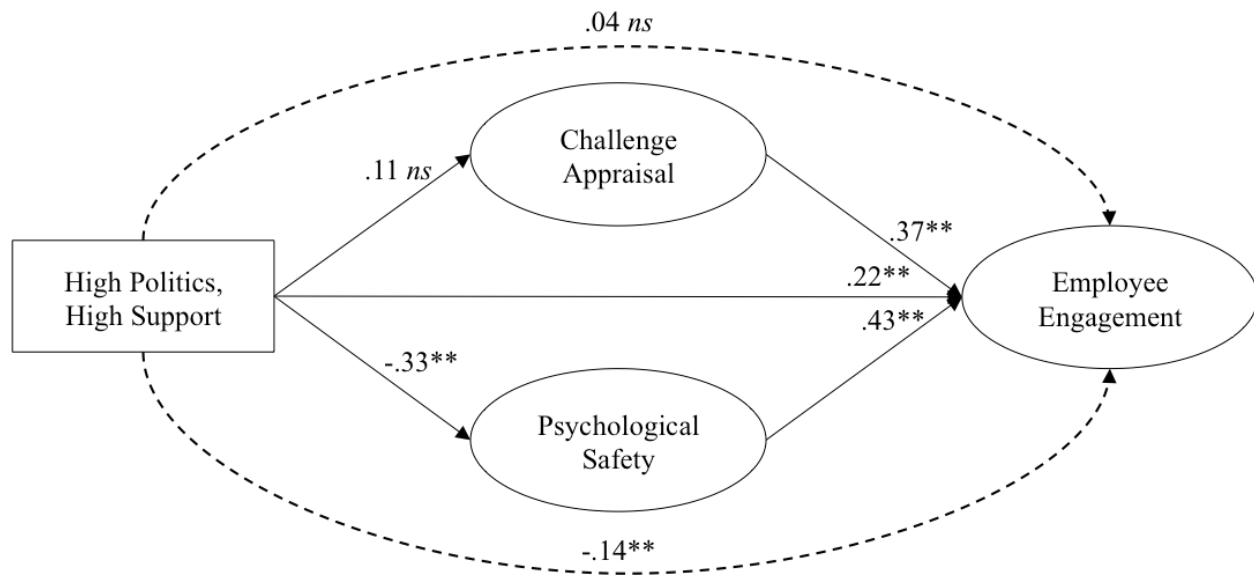 .04 ns
Challenge
Appraisal
.11 ns
.37**
High Politics,
High Support
.22**
Employee
Engagement
.43**
-.33**
Psychological
Safety
-.14**